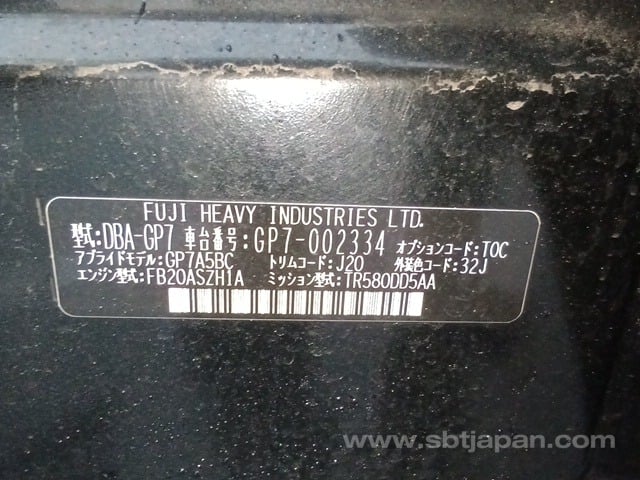 FUJI HEAVY INDUSTRIES LTD.
型式:DBA-GP7 車台番号:GP7-002334 オプションコード:TOC
アプライドモデル:GP7A5BC トリムコード:J20 外装色コード:32J
エンジン型式:FB20ASZH1A ミッション型式:TR580DD5AA
www.sbtjapan.com